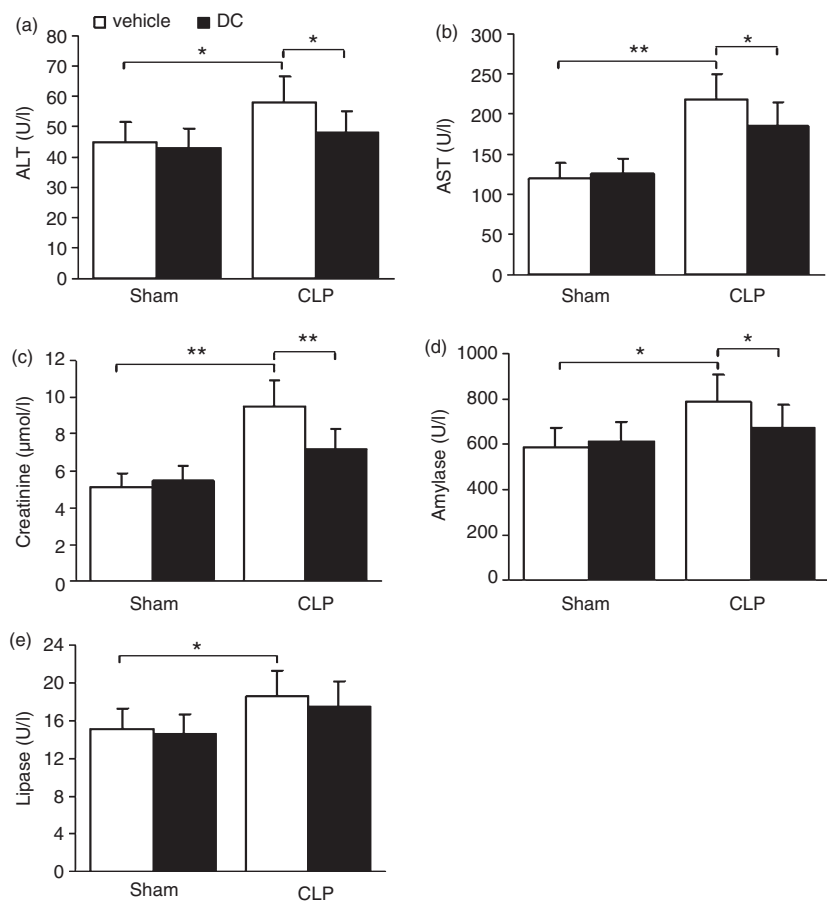 (a)
vehicle DC
80
70
60
50
40
30
20
10
0
ALT (U/l)
*
*
Sham CLP
(b)
300
250
200
150
100
50
0
AST (U/l)
**
*
Sham CLP
(c)
12
10
8
6
4
2
0
Creatinine (μmol/l)
**
**
Sham CLP
(d)
1000
800
600
400
200
0
Amylase (U/l)
*
*
Sham CLP
(e)
24
20
16
12
8
4
0
Lipase (U/l)
*
Sham CLP